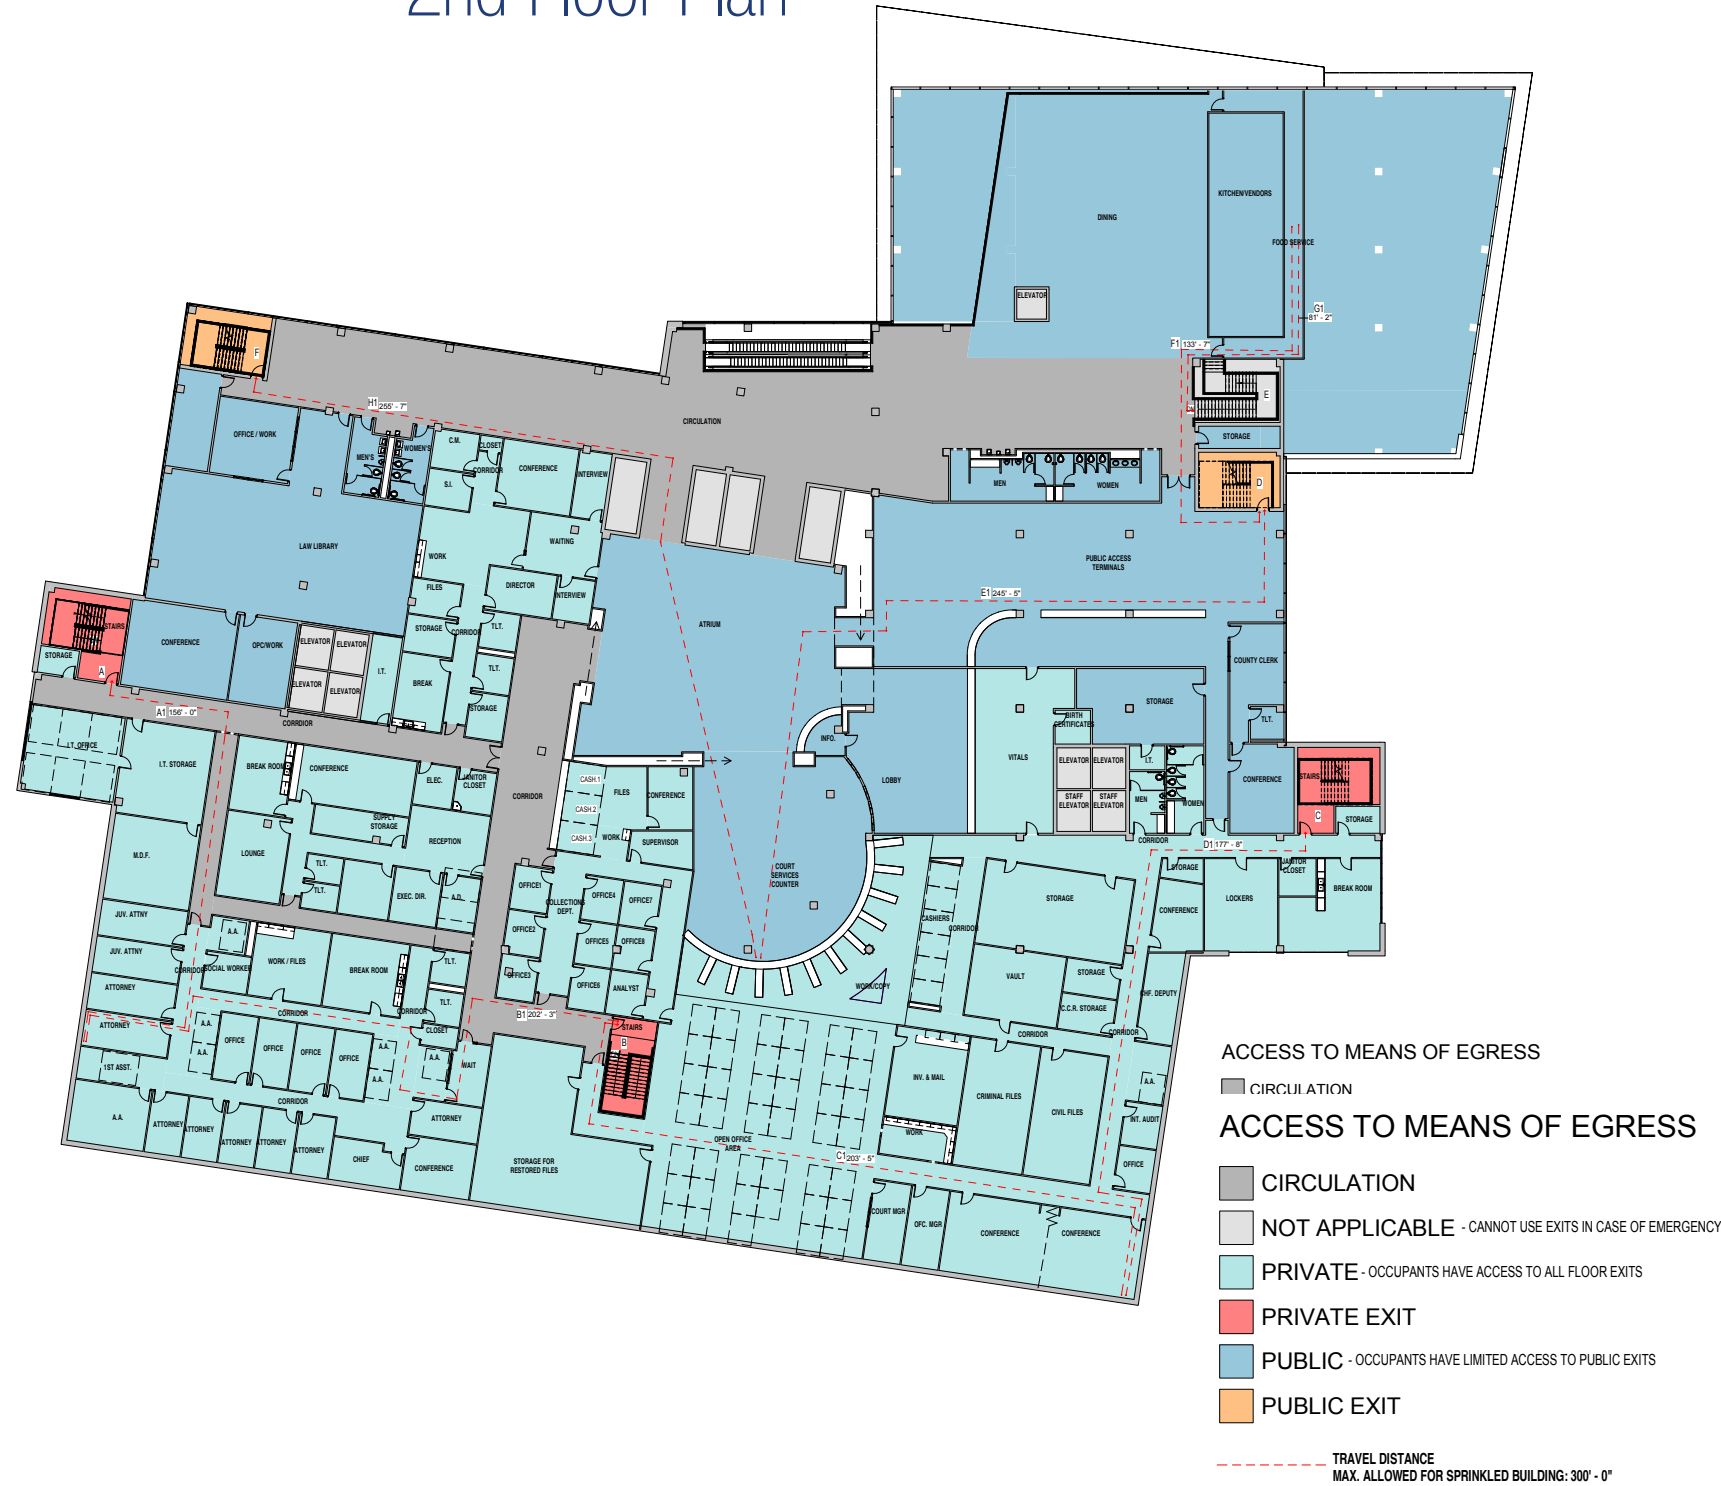 2nd Floor Plan
DINING
KITCHEN/VENDORS
FOOD SERVICE
ELEVATOR
G1
81' - 2"
F1 133' - 7"
E
DN
STORAGE
D
F
H1 255' - 7"
CIRCULATION
OFFICE / WORK
MEN'S
WOMEN'S
C.M.
CLOSET
CORRIDOR
S.I.
CONFERENCE
INTERVIEW
MEN
WOMEN
LAW LIBRARY
WORK
WAITING
FILES
DIRECTOR
INTERVIEW
PUBLIC ACCESS
TERMINALS
E1 245' - 5"
STAIRS
STORAGE
A
CONFERENCE
OPC/WORK
ELEVATOR
ELEVATOR
ELEVATOR
ELEVATOR
I.T.
STORAGE
CORRIDOR
TLT.
BREAK
TLT.
STORAGE
ATRIUM
COUNTY CLERK
TLT.
CONFERENCE
STORAGE
BIRTH
CERTIFICATES
VITALS
INFO.
LOBBY
ELEVATOR
ELEVATOR
STAFF
ELEVATOR
STAFF
ELEVATOR
I.T.
MEN
WOMEN
STAIRS
C
STORAGE
A1 156' - 0"
CORRDIOR
I.T. OFFICE
I.T. STORAGE
BREAK ROOM
CONFERENCE
ELEC.
JANITOR
CLOSET
SUPPLY
STORAGE
CORRIDOR
CASH.1
CASH.2
CASH.3
FILES
CONFERENCE
WORK
SUPERVISOR
M.D.F.
LOUNGE
RECEPTION
TLT.
TLT.
EXEC. DIR.
A.D.
OFFICE1
OFFICE2
OFFICE3
COLLECTIONS
DEPT.
OFFICE4
OFFICE5
OFFICE6
OFFICE7
OFFICE8
ANALYST
COURT
SERVICES
COUNTER
CORRIDOR
D1 177' - 8"
STORAGE
JANITOR
CLOSET
LOCKERS
BREAK ROOM
CONFERENCE
CASHIERS
CORRIDOR
STORAGE
VAULT
STORAGE
C.C.R. STORAGE
CHF. DEPUTY
CORRIDOR
CORRIDOR
WORK/COPY
JUV. ATTNY
JUV. ATTNY
ATTORNEY
ATTORNEY
CORRIDOR
A.A.
SOCIAL WORKER
WORK / FILES
BREAK ROOM
TLT.
TLT.
CORRIDOR
CLOSET
CORRIDOR
A.A.
A.A.
OFFICE
OFFICE
OFFICE
OFFICE
A.A.
A.A.
A.A.
WAIT
B1 202' - 3"
STAIRS
B
1ST ASST.
A.A.
CORRIDOR
ATTORNEY
ATTORNEY
ATTORNEY
ATTORNEY
ATTORNEY
CHIEF
ATTORNEY
CONFERENCE
STORAGE FOR
RESTORED FILES
OPEN OFFICE
AREA
C1 203' - 5"
INV. & MAIL
WORK
CRIMINAL FILES
CIVIL FILES
A.A.
INT. AUDIT
OFFICE
COURT MGR
OFC. MGR
CONFERENCE
CONFERENCE
ACCESS TO MEANS OF EGRESS
CIRCULATION
ACCESS TO MEANS OF EGRESS
CIRCULATION
NOT APPLICABLE - CANNOT USE EXITS IN CASE OF EMERGENCY
PRIVATE - OCCUPANTS HAVE ACCESS TO ALL FLOOR EXITS
PRIVATE EXIT
PUBLIC - OCCUPANTS HAVE LIMITED ACCESS TO PUBLIC EXITS
PUBLIC EXIT
TRAVEL DISTANCE
MAX. ALLOWED FOR SPRINKLED BUILDING: 300' - 0"